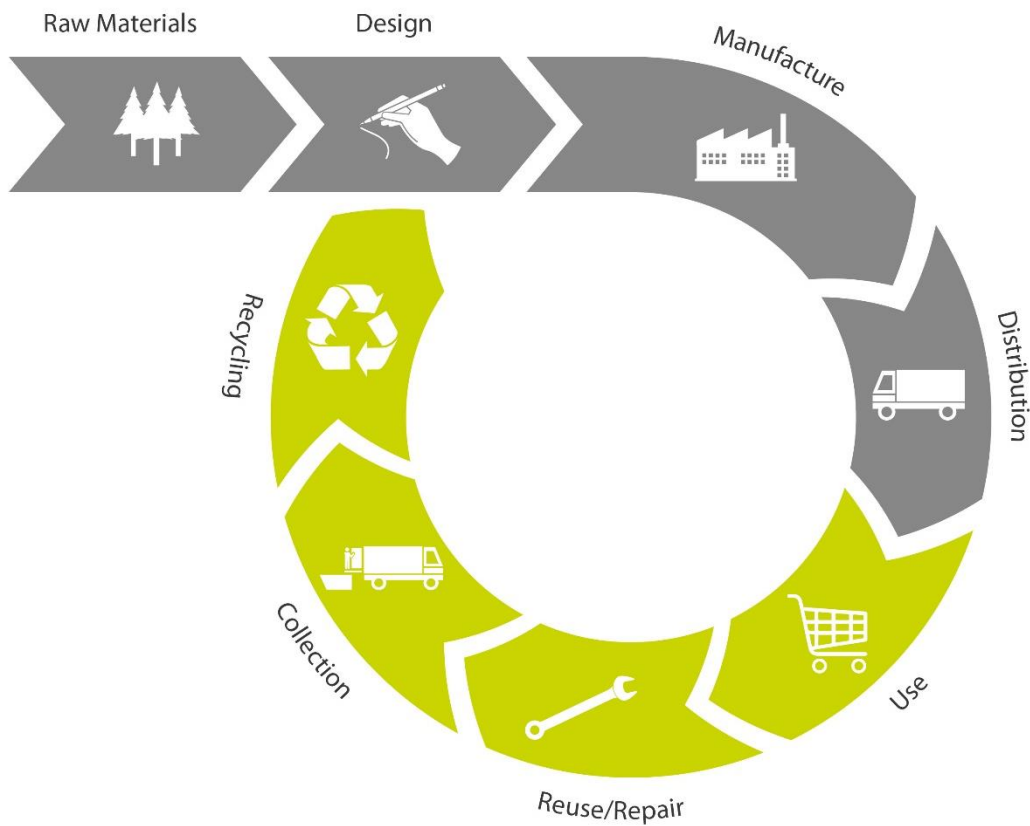 Raw Materials
Design
Manufacture
Distribution
Use
Reuse/Repair
Collection
Recycling